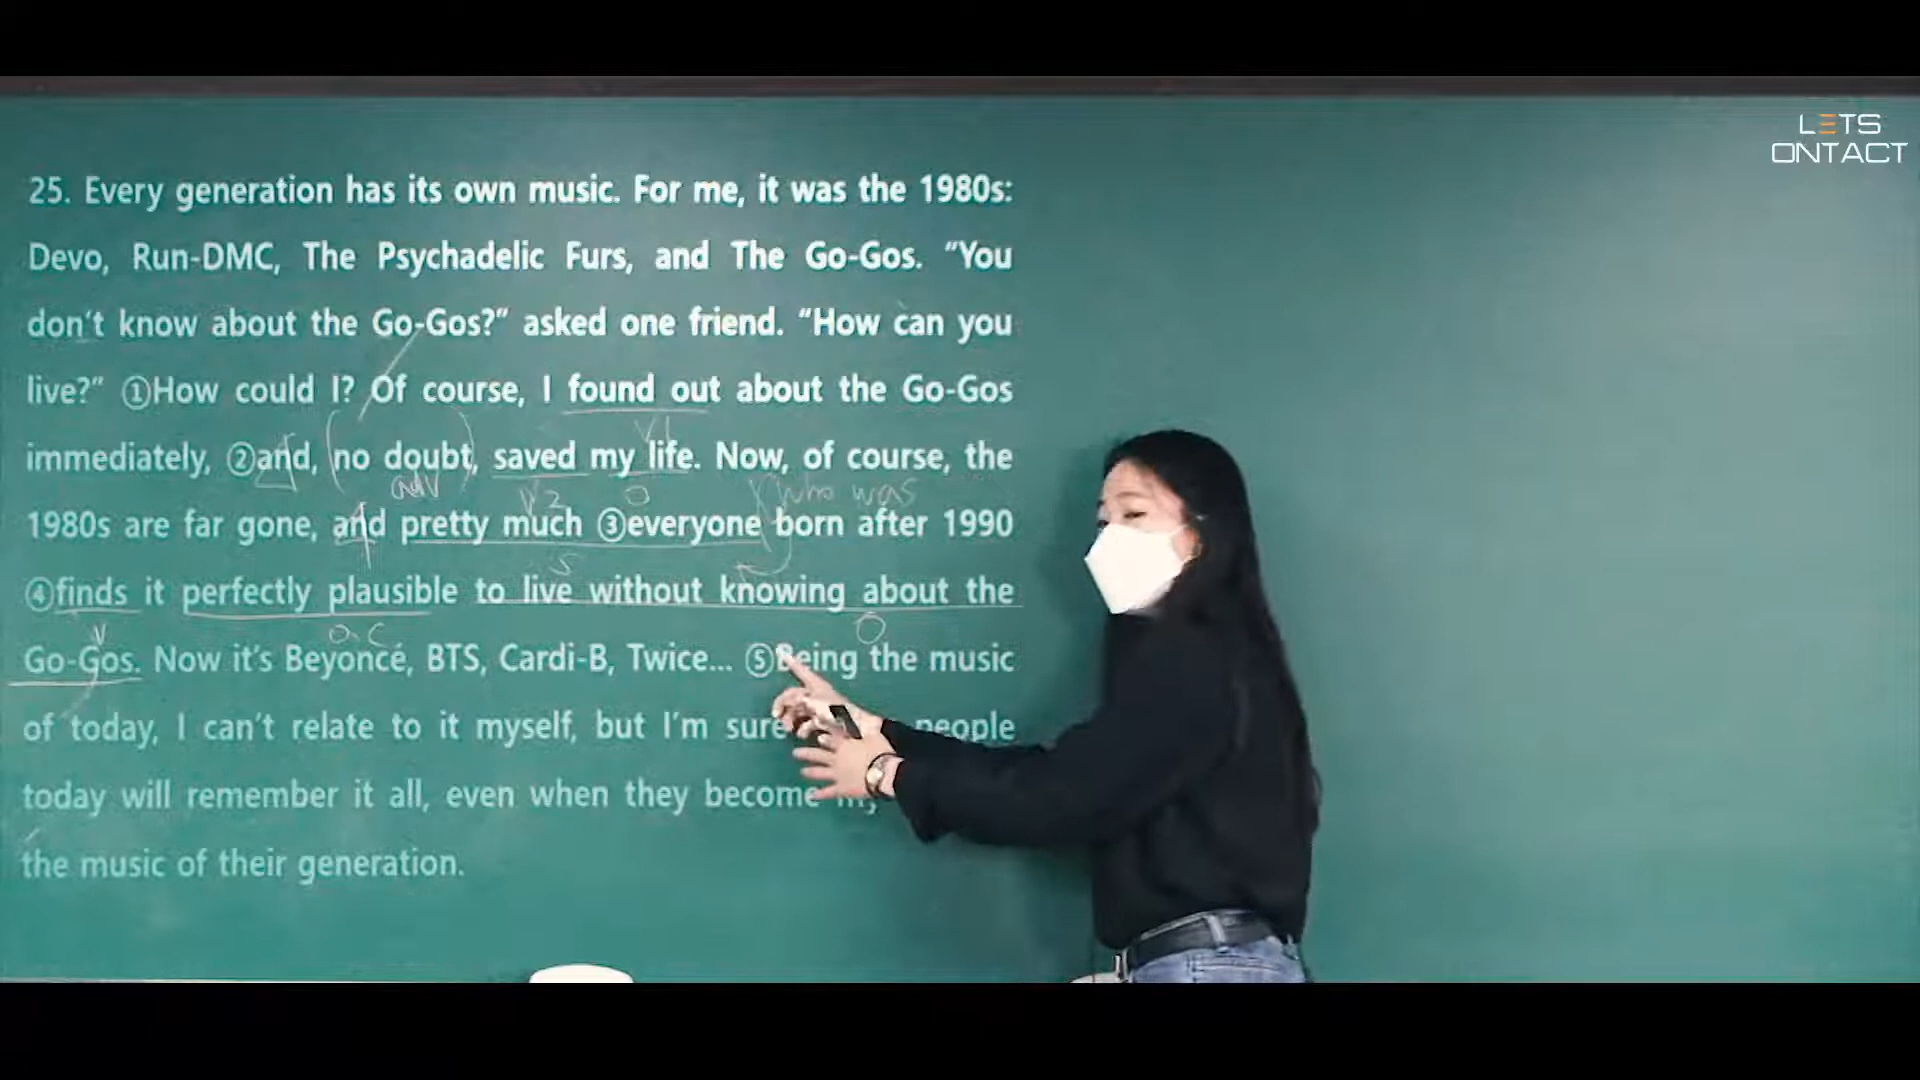 LETS
ONTACT
25. Every generation has its own music. For me, it was the 1980s:
Devo, Run-DMC, The Psychadelic Furs, and The Go-Gos. “You
don’t know about the Go-Gos?” asked one friend. “How can you
live?” ①How could I? Of course, I found out about the Go-Gos
V1
immediately, ②and, (no doubt), saved my life. Now, of course, the
adv V2 O who was
1980s are far gone, and pretty much ③everyone born after 1990
S
④finds it perfectly plausible to live without knowing about the
V O.C O
Go-Gos. Now it’s Beyoncé, BTS, Cardi-B, Twice... ⑤Being the music
of today, I can’t relate to it myself, but I’m sure people
today will remember it all, even when they become
the music of their generation.